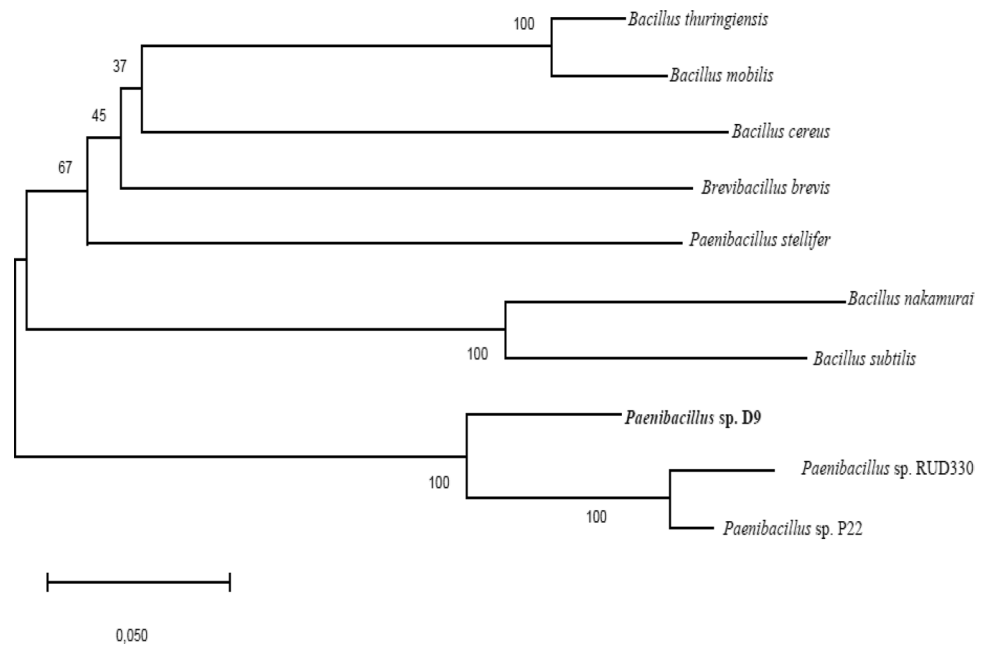 100
Bacillus thuringiensis
37
Bacillus mobilis
45
Bacillus cereus
67
Brevibacillus brevis
Paenibacillus stellifer
Bacillus nakamurai
100
Bacillus subtilis
Paenibacillus sp. D9
100
Paenibacillus sp. RUD330
100
Paenibacillus sp. P22
0,050